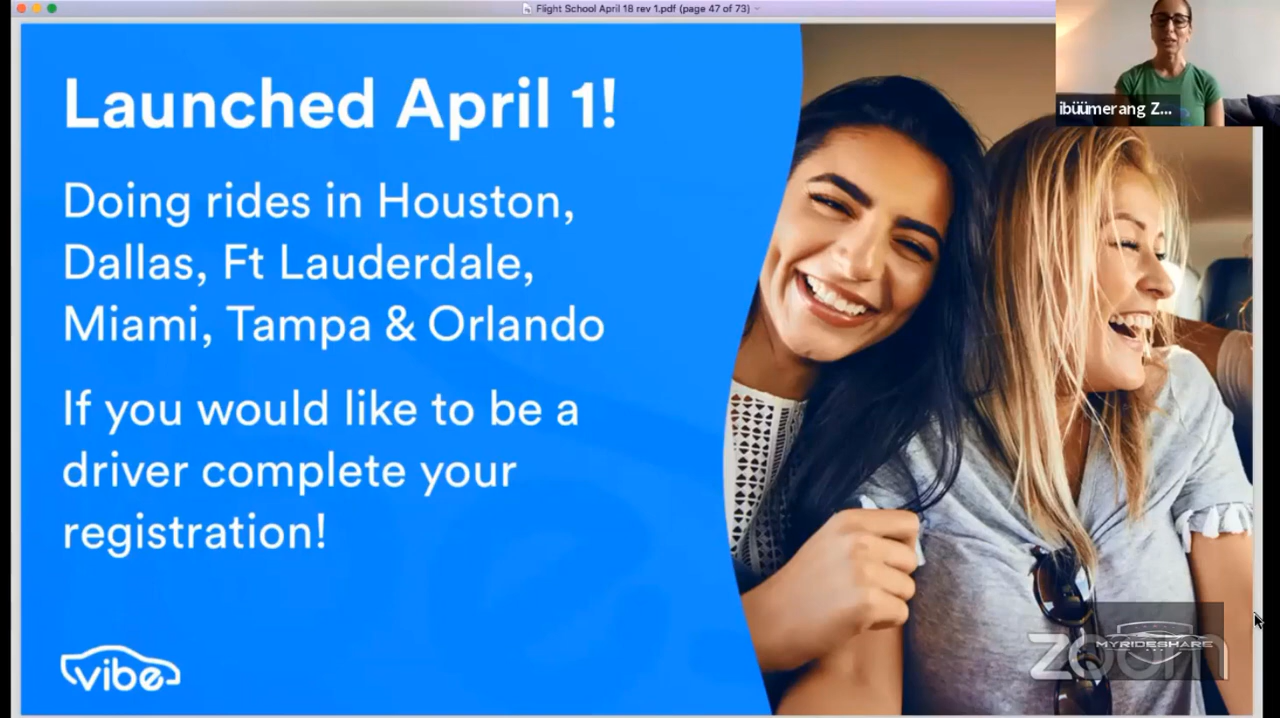 Flight School April 18 rev 1.pdf (page 47 of 73)
ibüümerang Z...
Launched April 1!
Doing rides in Houston,
Dallas, Ft Lauderdale,
Miami, Tampa & Orlando
If you would like to be a
driver complete your
registration!
vibe
zoom
MYRIDESHARE